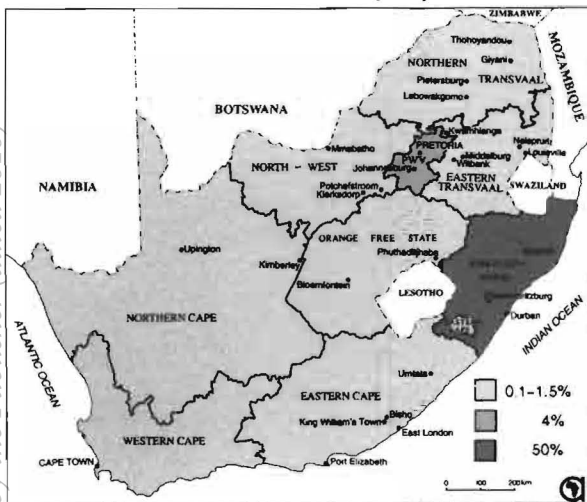 ZIMBABWE
Thohoyandou
NORTHERN
Giyani
MOZAMBIQUE
Pietersburg
TRANSVAAL
Lebowakgomo
BOTSWANA
Mmabatho
PRETORIA
Nelspruit
NORTH - WEST
PWV
Middelburg
Louisville
Johannesburg
Witbank
NAMIBIA
EASTERN
TRANSVAAL
Potchefstroom
Klerksdorp
SWAZILAND
Upington
ORANGE FREE STATE
Kimberley
Bloemfontein
LESOTHO
Durban
NORTHERN CAPE
INDIAN OCEAN
ATLANTIC OCEAN
Umtata
0.1-1.5%
EASTERN CAPE
4%
WESTERN CAPE
King William's Town
Bisho
50%
CAPE TOWN
East London
Port Elizabeth
0 100 200 km